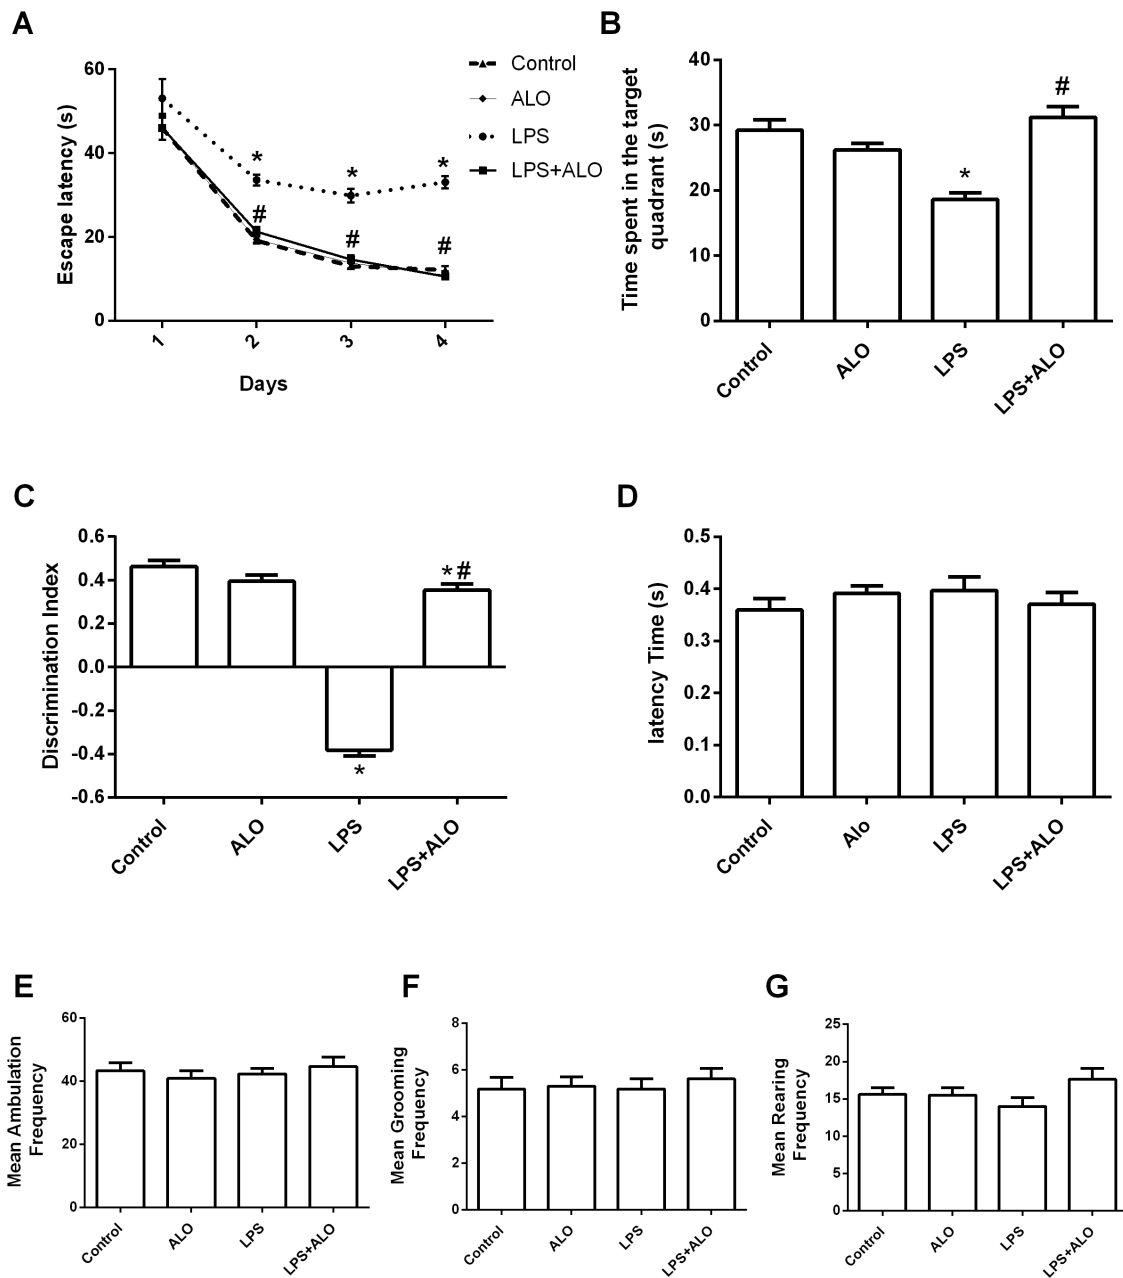 A
Escape latency (s)
60
40
20
0
*
*
*
#
#
#
1
2
3
4
Days
Control
ALO
LPS
LPS+ALO
B
Time spent in the target
quadrant (s)
40
30
20
10
0
*
#
Control
ALO
LPS
LPS+ALO
C
Discrimination Index
0.6
0.4
0.2
0.0
-0.2
-0.4
-0.6
*
*#
Control
ALO
LPS
LPS+ALO
D
latency Time (s)
0.5
0.4
0.3
0.2
0.1
0.0
Control
Alo
LPS
LPS+ALO
E
Mean Ambulation
Frequency
60
40
20
0
Control
ALO
LPS
LPS+ALO
F
Mean Grooming
Frequency
8
6
4
2
0
Control
ALO
LPS
LPS+ALO
G
Mean Rearing
Frequency
25
20
15
10
5
0
Control
ALO
LPS
LPS+ALO